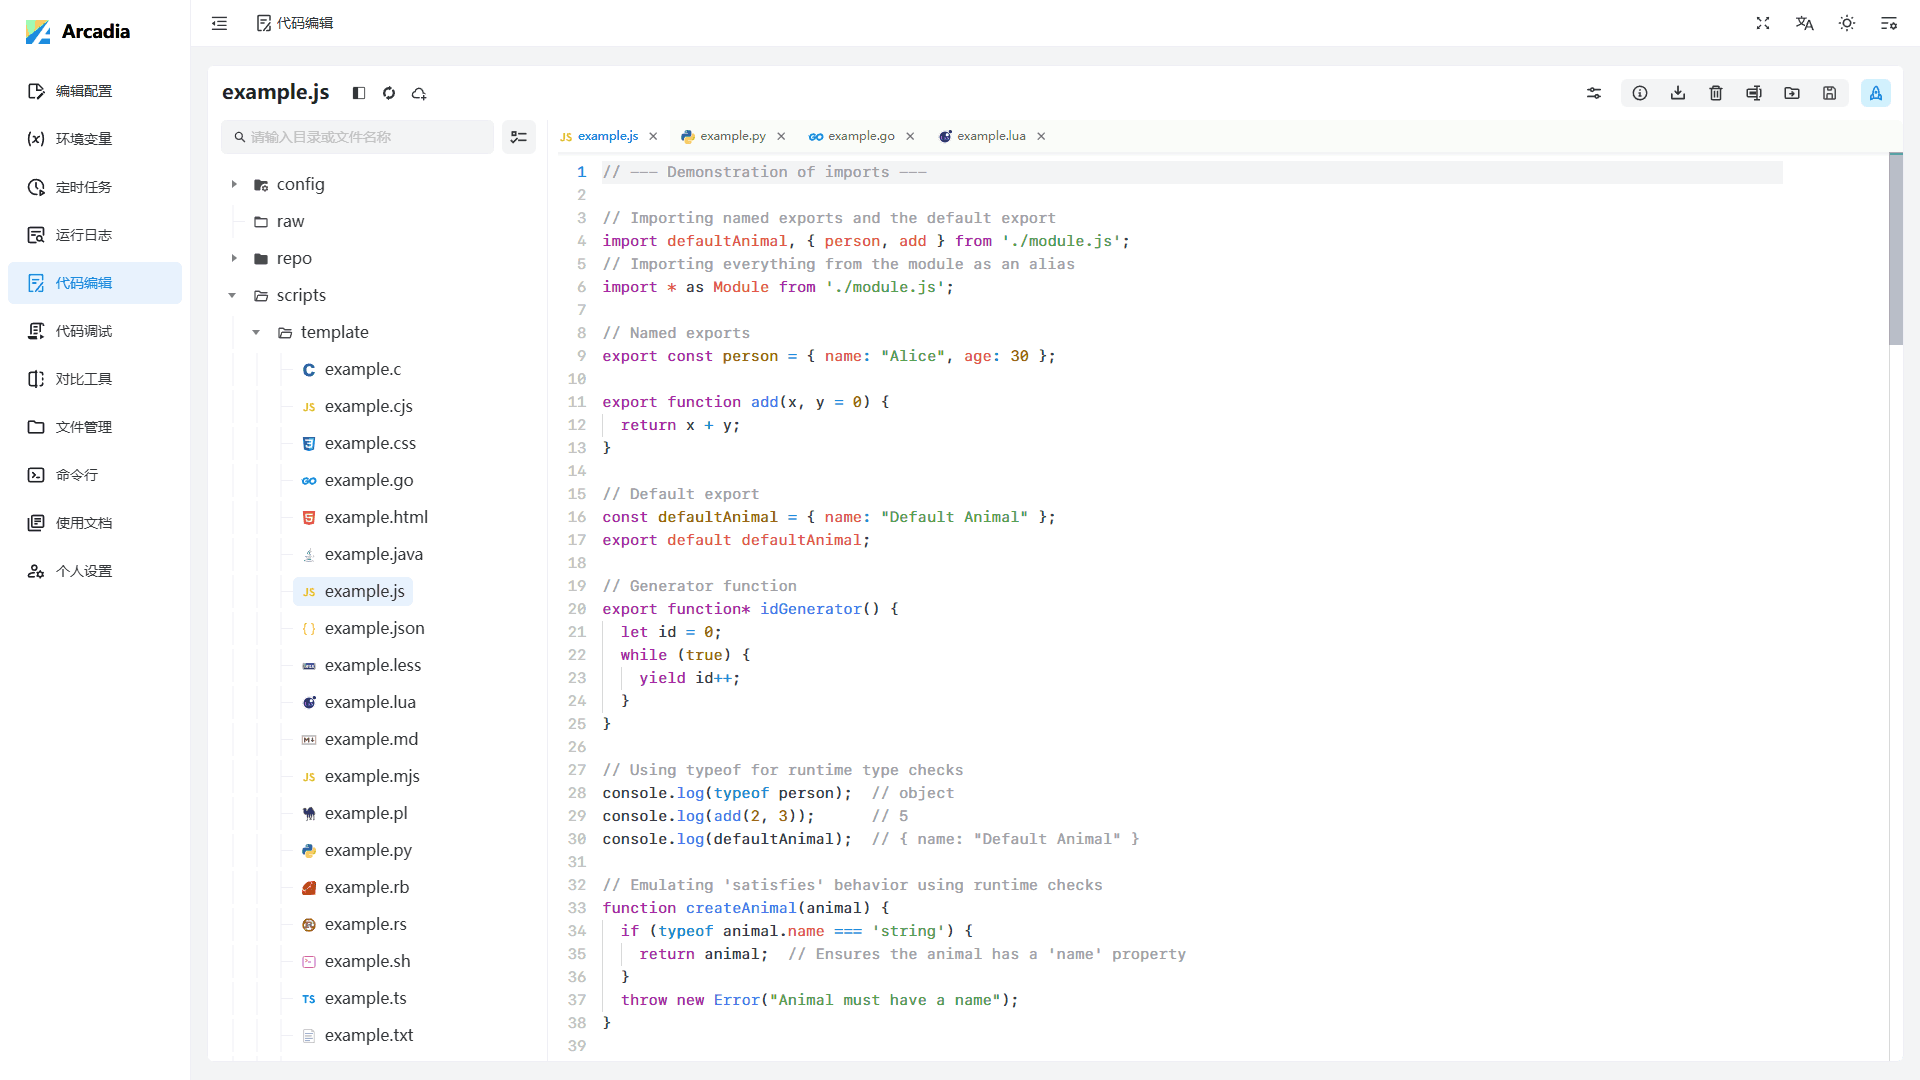 Arcadia
编辑配置
环境变量
定时任务
运行日志
代码编辑
代码调试
对比工具
文件管理
命令行
使用文档
个人设置
代码编辑
example.js
请输入目录或文件名称
config
raw
repo
scripts
template
example.c
example.cjs
example.css
example.go
example.html
example.java
example.js
example.json
example.less
example.lua
example.md
example.mjs
example.pl
example.py
example.rb
example.rs
example.sh
example.ts
example.txt
JS example.js example.py example.go example.lua
1 // --- Demonstration of imports ---
2
3 // Importing named exports and the default export
4 import defaultAnimal, { person, add } from './module.js';
5 // Importing everything from the module as an alias
6 import * as Module from './module.js';
7
8 // Named exports
9 export const person = { name: "Alice", age: 30 };
10
11 export function add(x, y = 0) {
12 return x + y;
13 }
14
15 // Default export
16 const defaultAnimal = { name: "Default Animal" };
17 export default defaultAnimal;
18
19 // Generator function
20 export function* idGenerator() {
21 let id = 0;
22 while (true) {
23 yield id++;
24 }
25 }
26
27 // Using typeof for runtime type checks
28 console.log(typeof person); // object
29 console.log(add(2, 3)); // 5
30 console.log(defaultAnimal); // { name: "Default Animal" }
31
32 // Emulating 'satisfies' behavior using runtime checks
33 function createAnimal(animal) {
34 if (typeof animal.name === 'string') {
35 return animal; // Ensures the animal has a 'name' property
36 }
37 throw new Error("Animal must have a name");
38 }
39